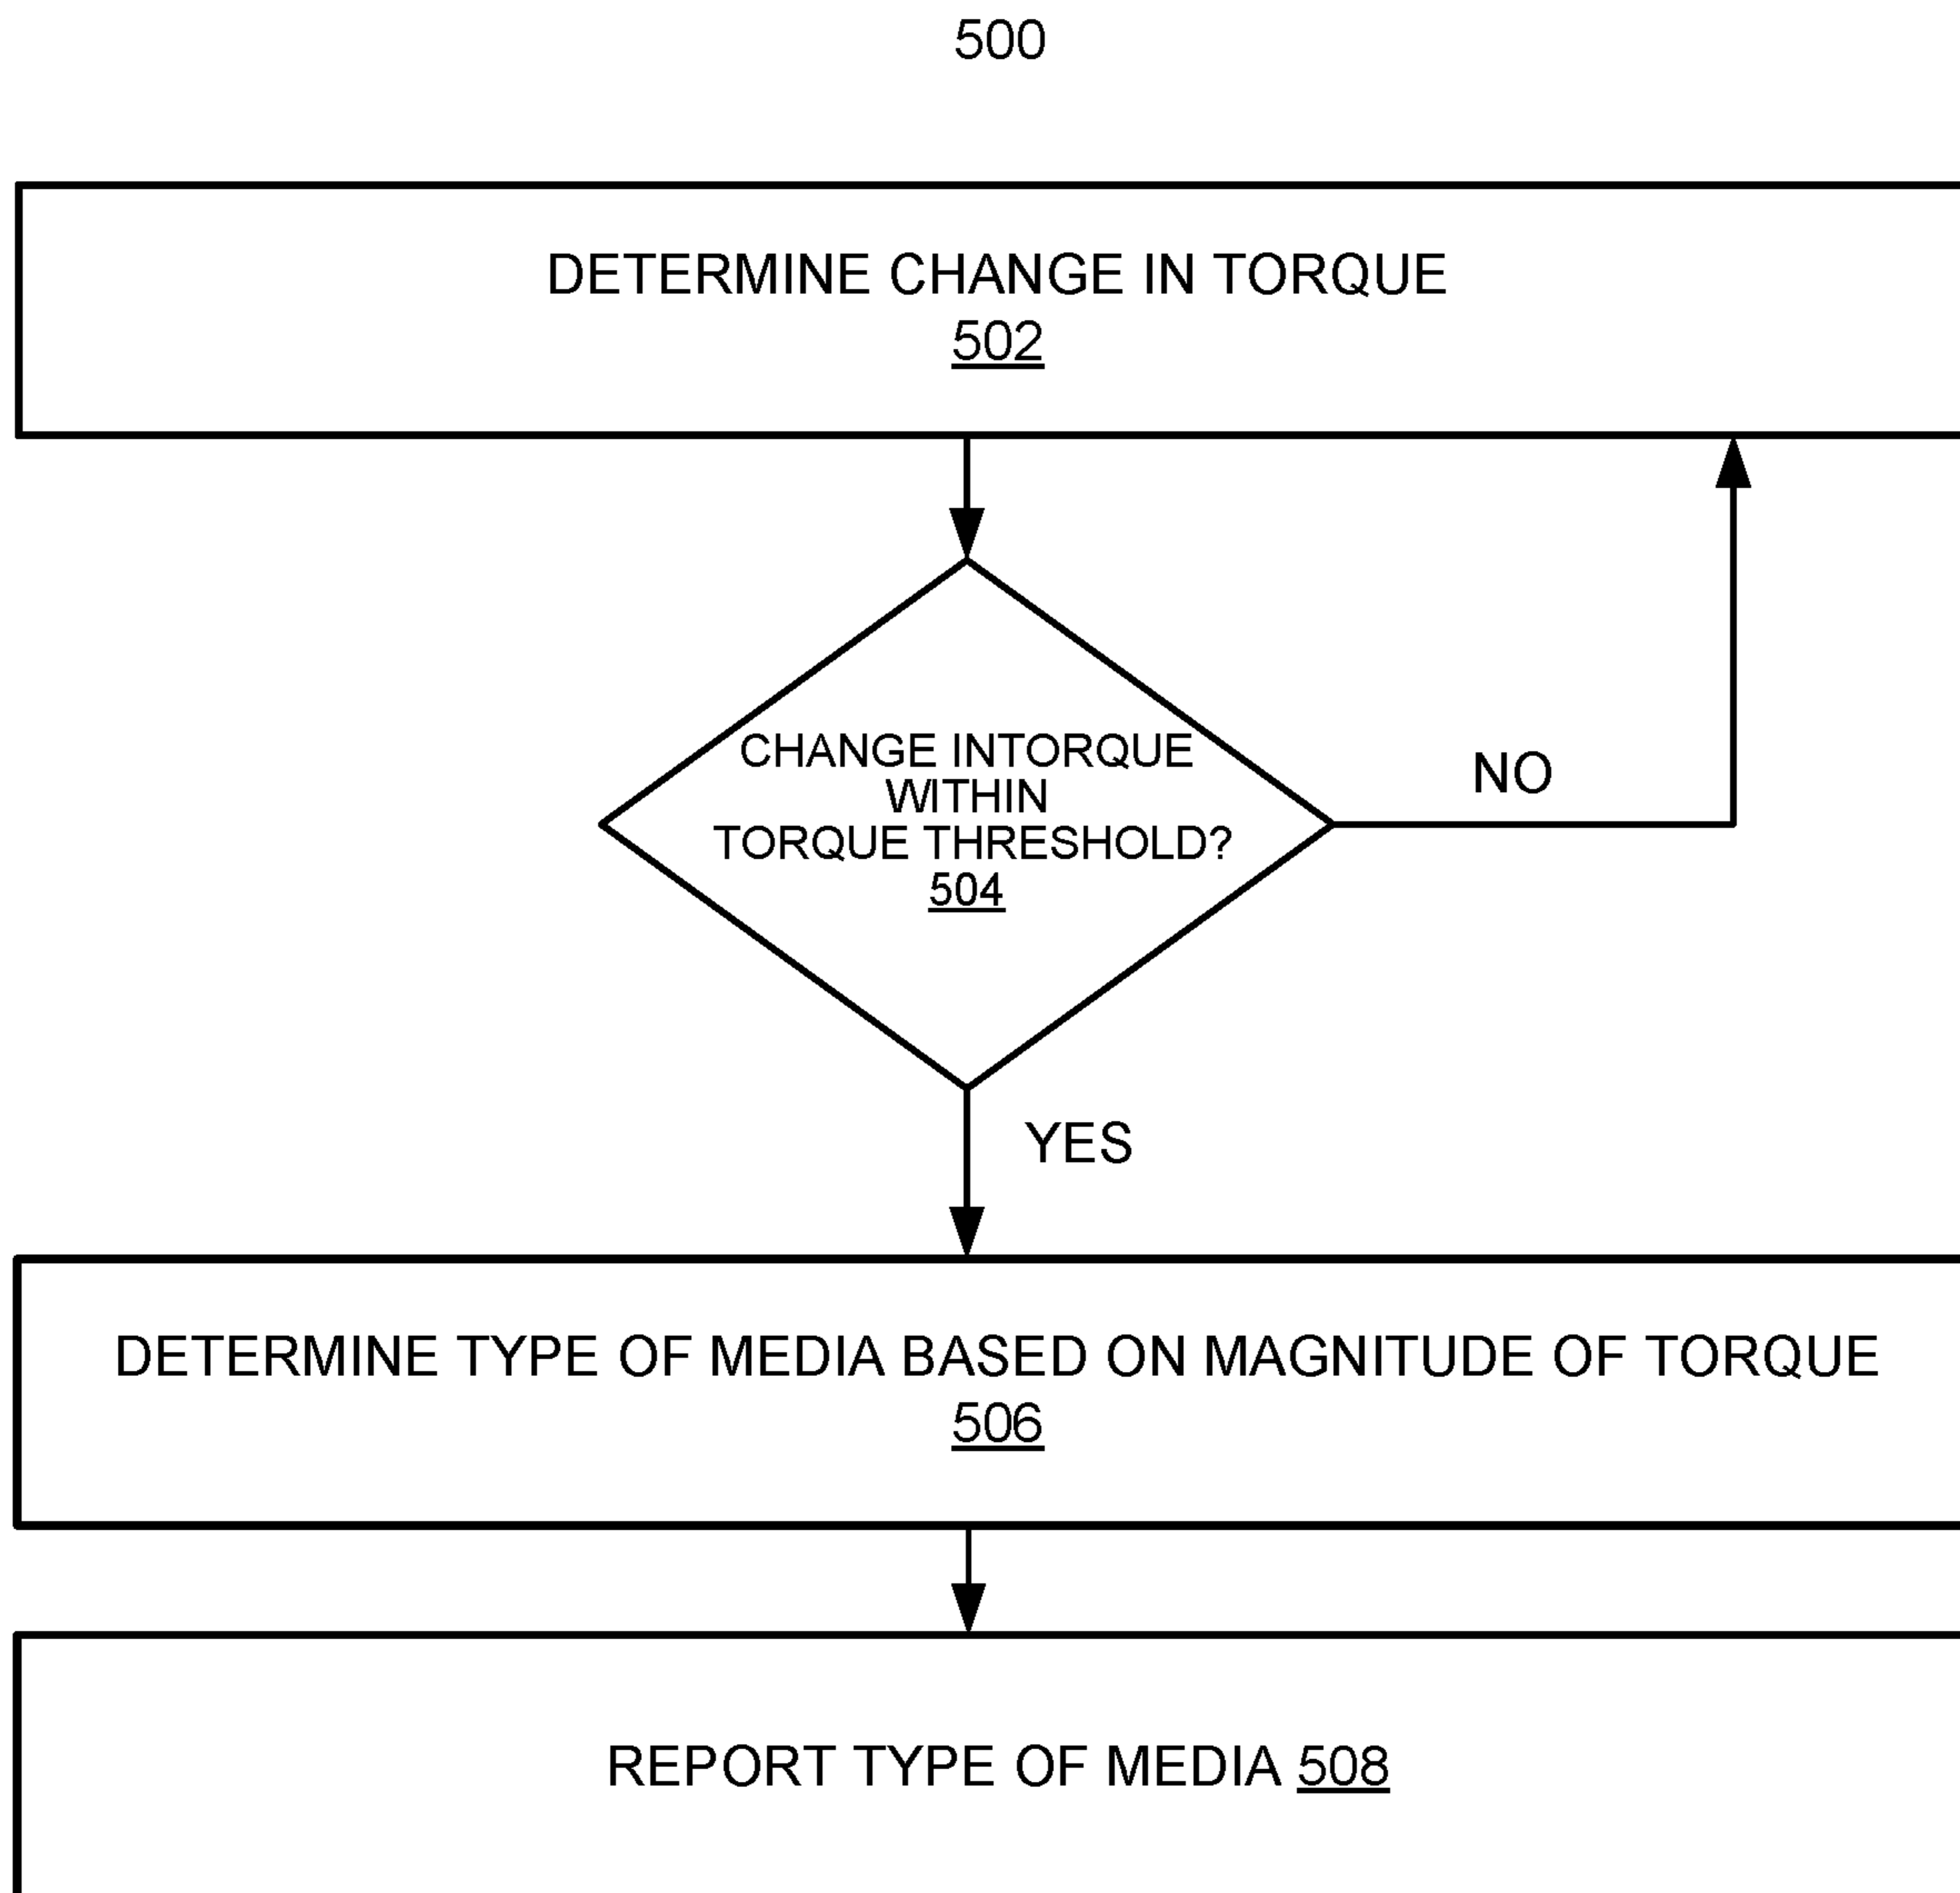 500
DETERMINE CHANGE IN TORQUE
502
CHANGE INTORQUE
WITHIN
TORQUE THRESHOLD?
504
NO
YES
DETERMINE TYPE OF MEDIA BASED ON MAGNITUDE OF TORQUE
506
REPORT TYPE OF MEDIA 508